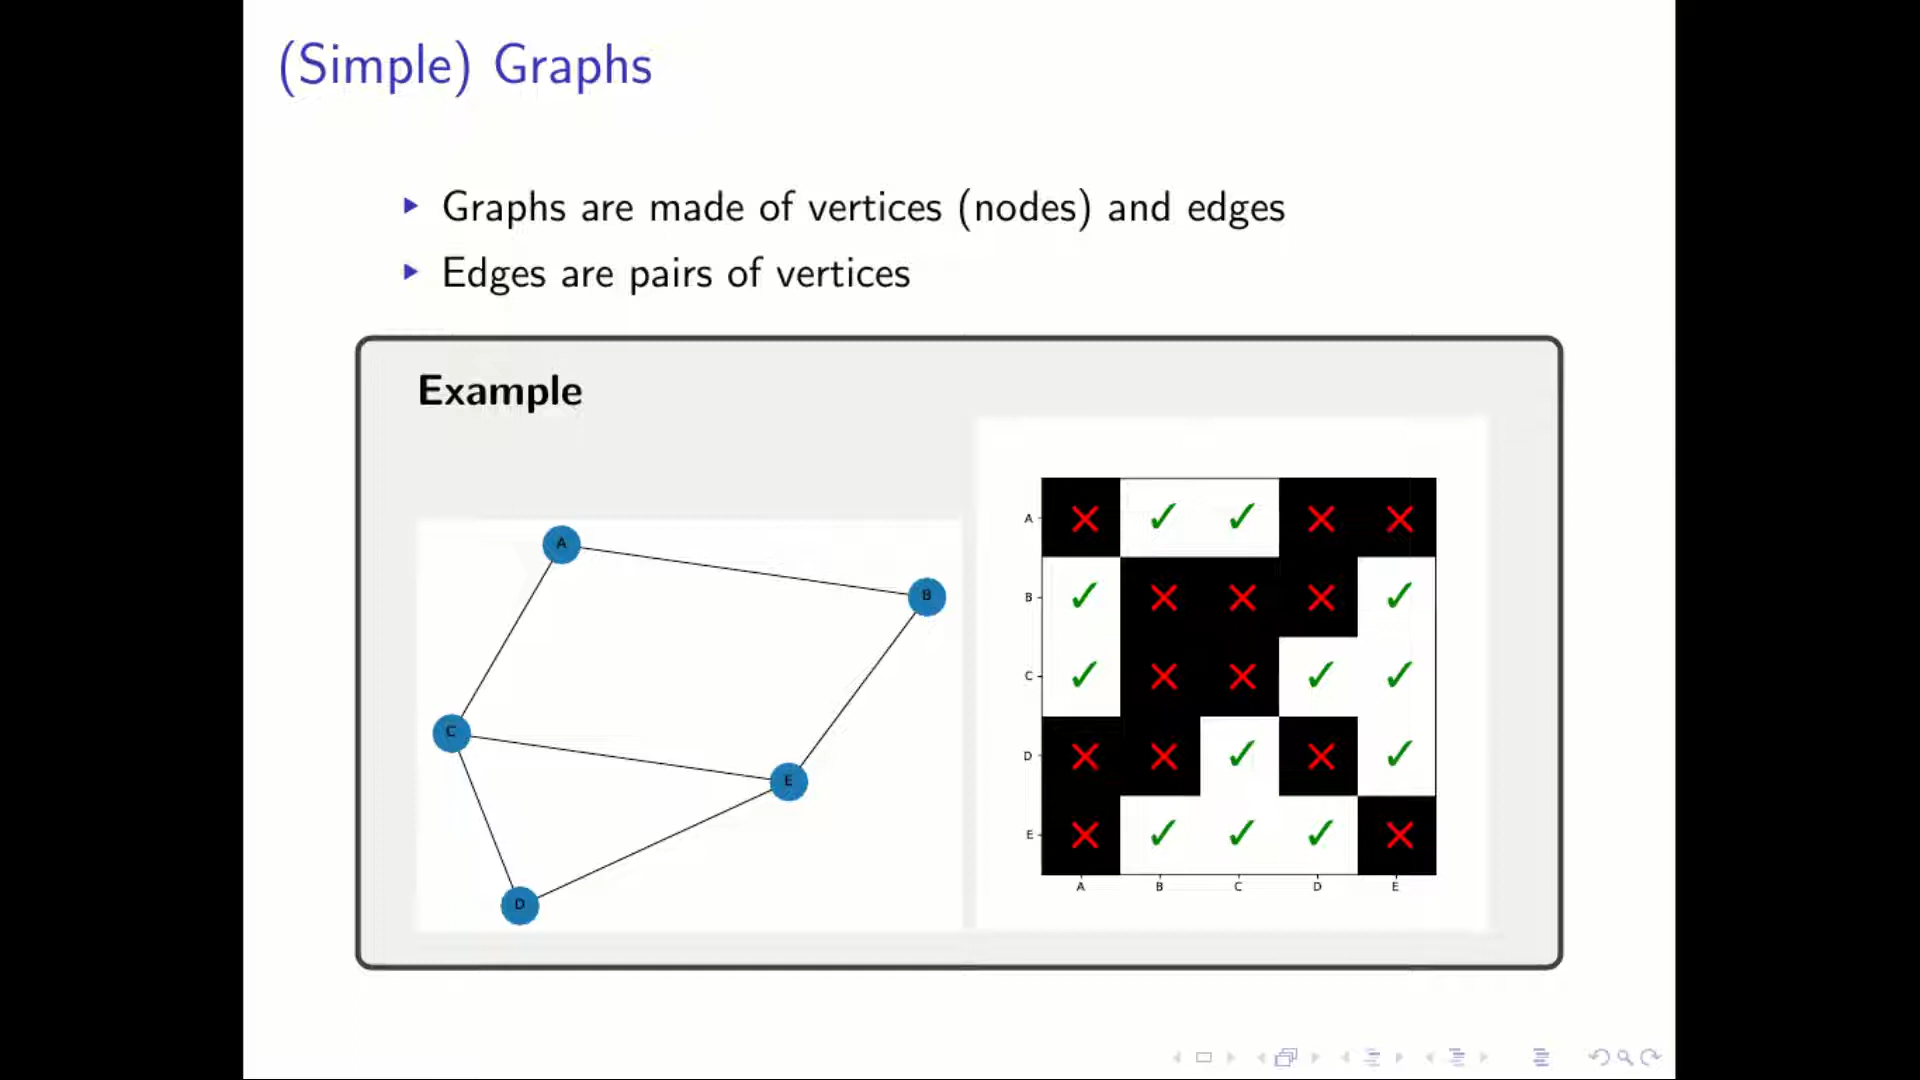 (Simple) Graphs
Graphs are made of vertices (nodes) and edges
Edges are pairs of vertices
Example
A
B
C
E
D
A
B
C
D
E
A B C D E